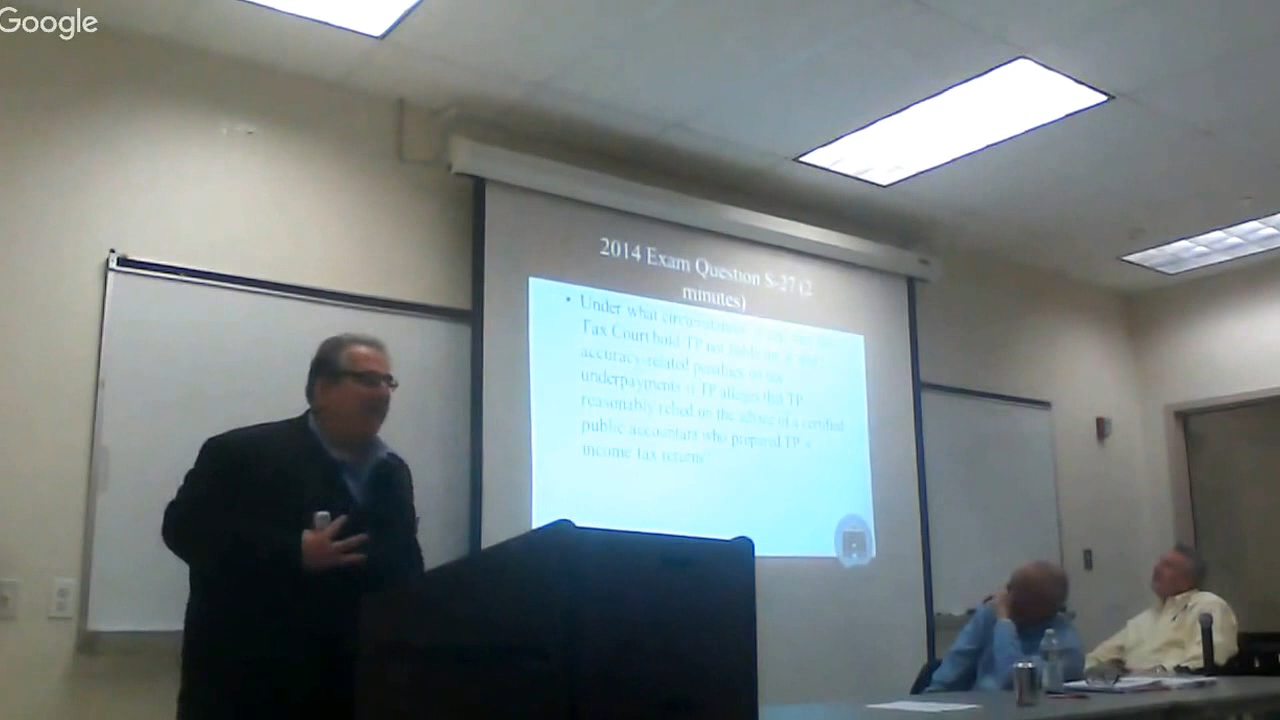 Google
2014 Exam Question S-27 (2
minutes)
• Under what circumstances
Tax Court hold TP not liable
accuracy-related penalties on tax
underpayments if TP alleges that TP
reasonably relied on the advice of a certified
public accountant who prepared TP's
income tax return?